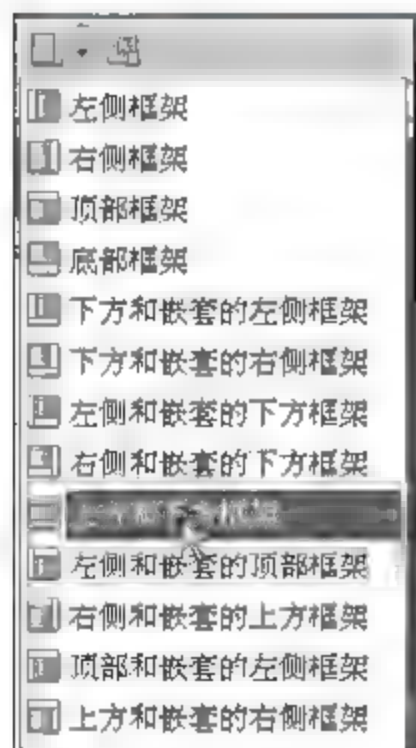 左侧框架
右侧框架
顶部框架
底部框架
下方和嵌套的左侧框架
下方和嵌套的右侧框架
左侧和嵌套的下方框架
右侧和嵌套的下方框架
左侧和嵌套的顶部框架
右侧和嵌套的上方框架
顶部和嵌套的左侧框架
上方和嵌套的右侧框架